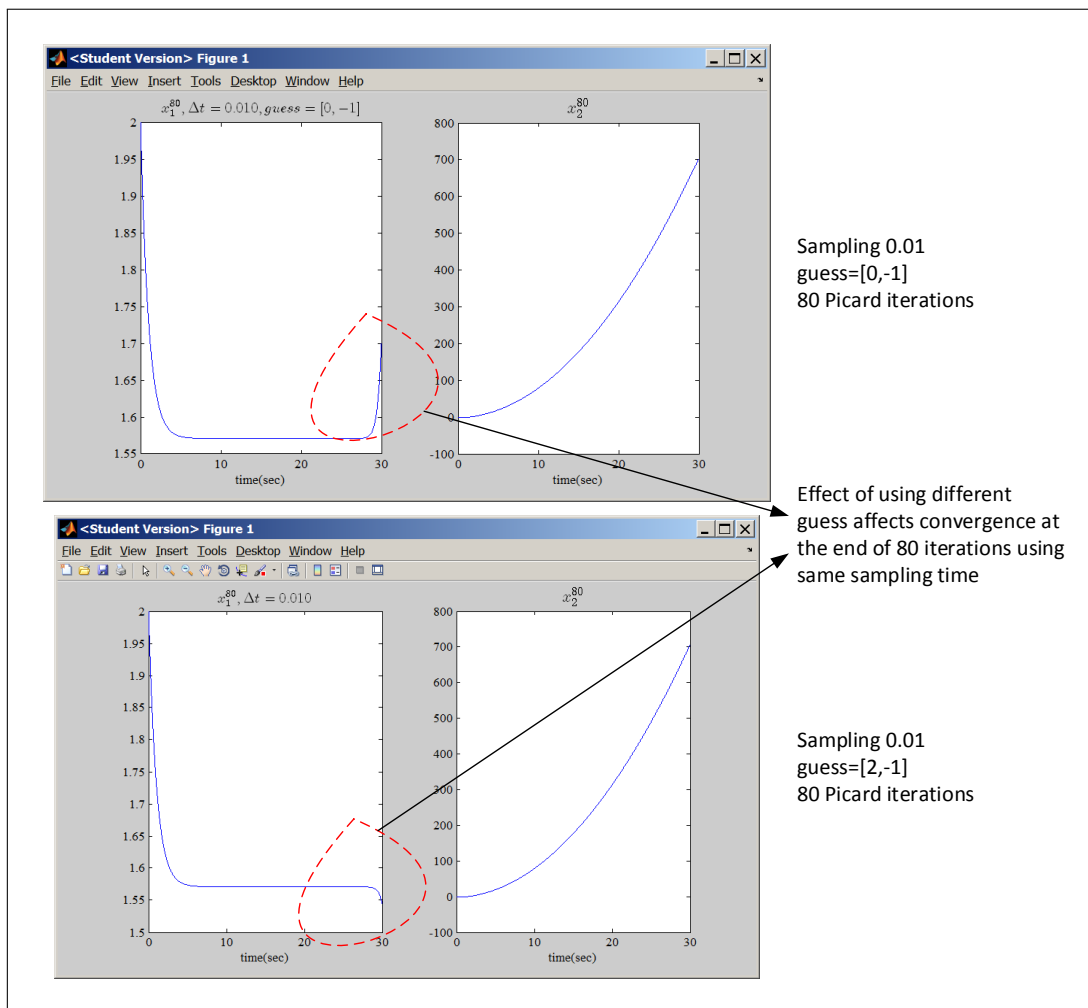 <Student Version> Figure 1
File Edit View Insert Tools Desktop Window Help
x_1^{80}, Δt = 0.010, guess = [0, −1]
x_2^{80}
2
1.95
1.9
1.85
1.8
1.75
1.7
1.65
1.6
1.55
0
10
20
30
time(sec)
800
700
600
500
400
300
200
100
0
-100
0
10
20
30
time(sec)
Sampling 0.01
guess=[0,-1]
80 Picard iterations
Effect of using different
guess affects convergence at
the end of 80 iterations using
same sampling time
<Student Version> Figure 1
File Edit View Insert Tools Desktop Window Help
x_1^{80}, Δt = 0.010
x_2^{80}
2
1.95
1.9
1.85
1.8
1.75
1.7
1.65
1.6
1.55
1.5
0
10
20
30
time(sec)
800
700
600
500
400
300
200
100
0
-100
0
10
20
30
time(sec)
Sampling 0.01
guess=[2,-1]
80 Picard iterations